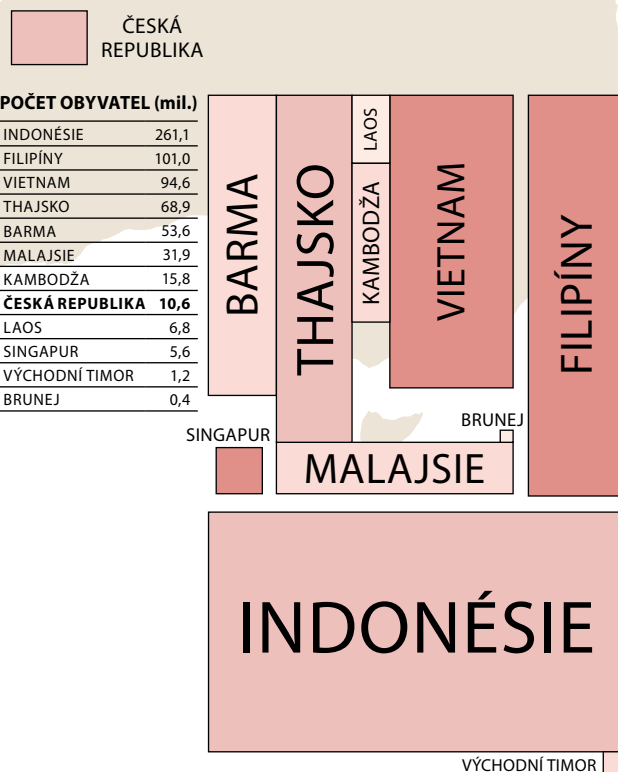 ČESKÁ
REPUBLIKA
POČET OBYVATEL (mil.)
INDONÉSIE 261,1
FILIPÍNY 101,0
VIETNAM 94,6
THAJSKO 68,9
BARMA 53,6
MALAJSIE 31,9
KAMBODŽA 15,8
ČESKÁ REPUBLIKA 10,6
LAOS 6,8
SINGAPUR 5,6
VÝCHODNÍ TIMOR 1,2
BRUNEJ 0,4
BARMA
THAJSKO
LAOS
KAMBODŽA
VIETNAM
FILIPÍNY
BRUNEJ
SINGAPUR
MALAJSIE
INDONÉSIE
VÝCHODNÍ TIMOR